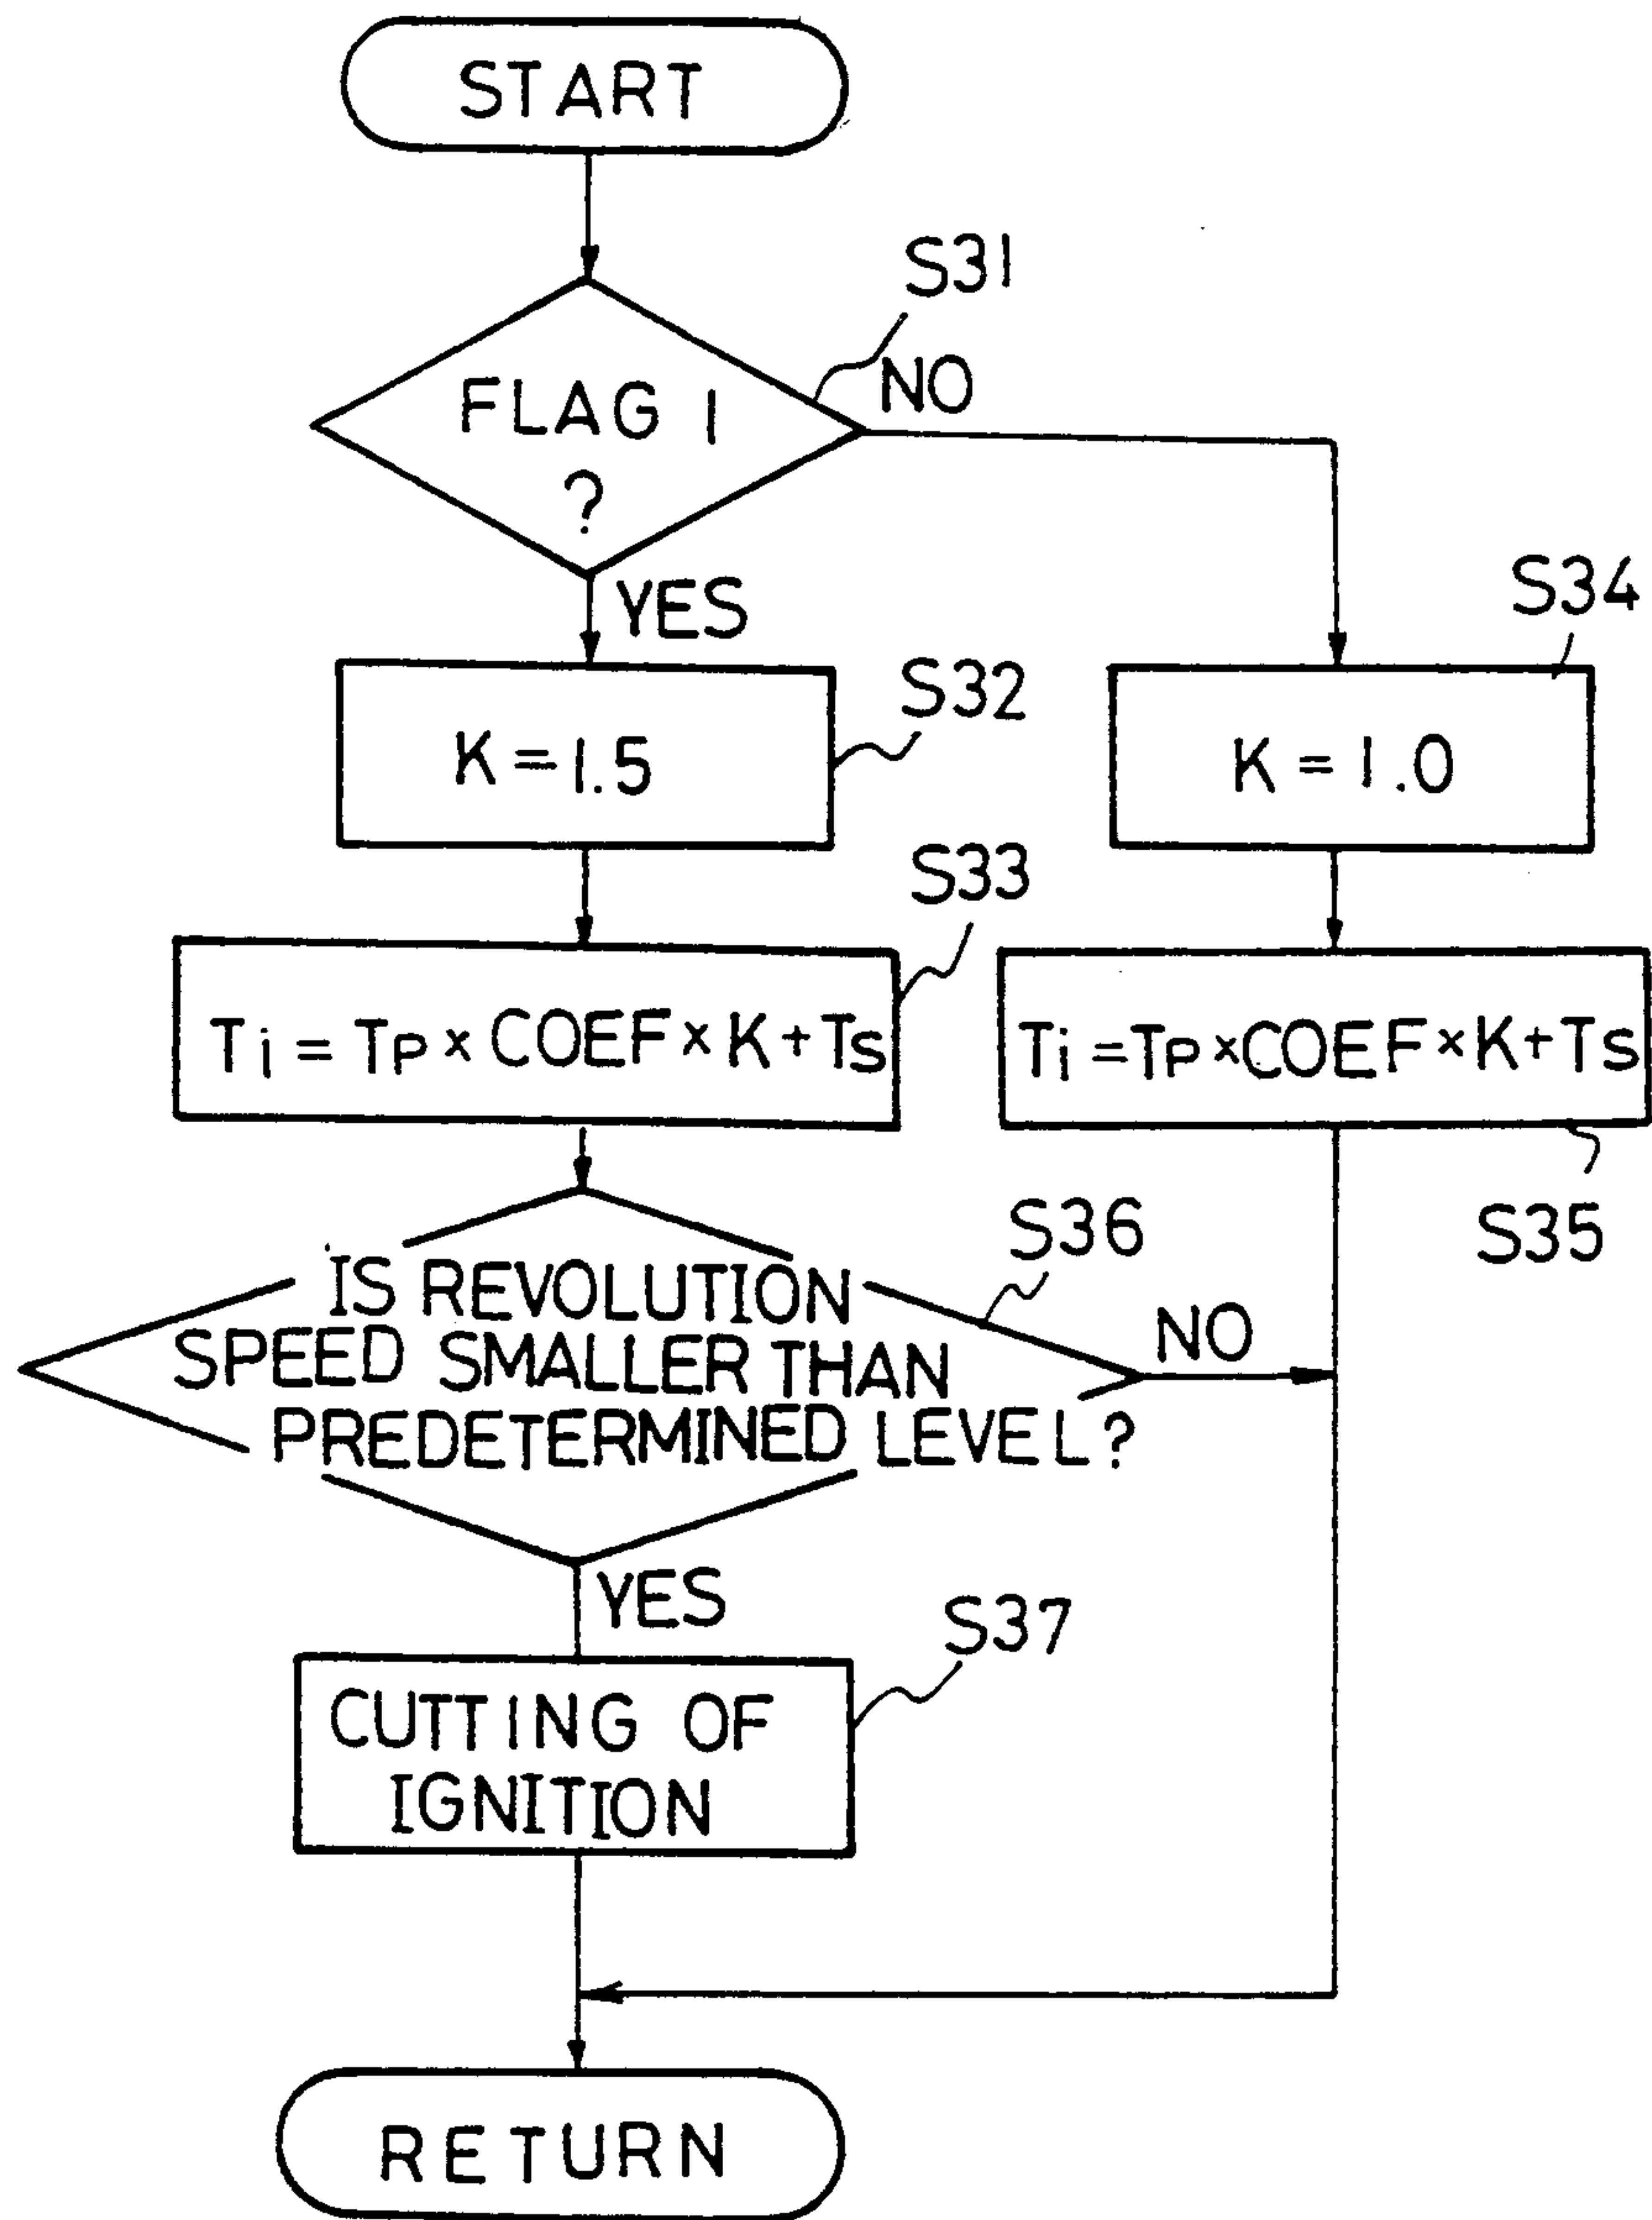 START
S31
NO
FLAG 1
?
YES
S34
S32
K=1.5
K=1.0
S33
Ti=Tp×COEF×K+Ts
Ti=Tp×COEF×K+Ts
S35
S36
IS REVOLUTION
SPEED SMALLER THAN
PREDETERMINED LEVEL?
NO
YES
S37
CUTTING OF
IGNITION
RETURN